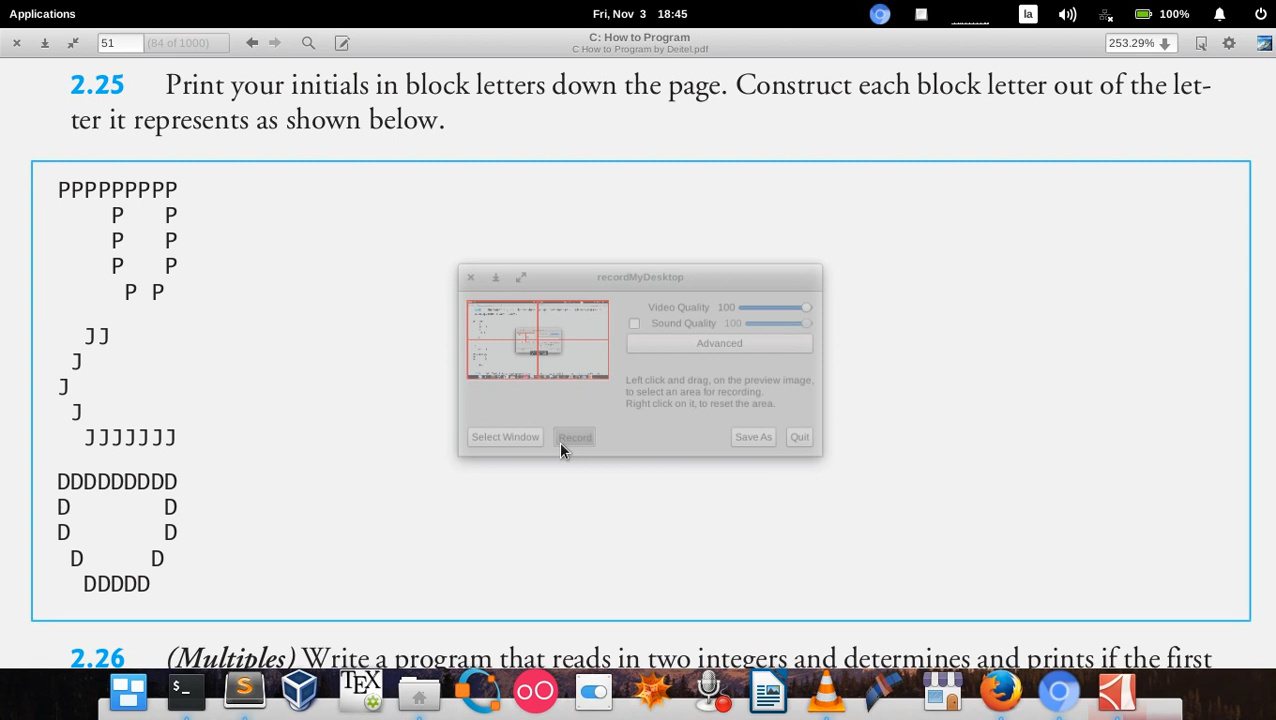 Applications
Fri, Nov 3 18:45
la
100%
51
(84 of 1000)
C: How to Program
C How to Program by Deitel.pdf
253.29%
2.25 Print your initials in block letters down the page. Construct each block letter out of the let-
ter it represents as shown below.
PPPPPPPPP
    P   P
    P   P
    P   P
     P P
  JJ
 J
J
 J
  JJJJJJJ
DDDDDDDDD
D       D
D       D
 D     D
  DDDDD
recordMyDesktop
Video Quality 100
Sound Quality 100
Advanced
Left click and drag, on the preview image,
to select an area for recording.
Right click on it, to reset the area.
Select Window
Record
Save As
Quit
2.26 (Multiples) Write a program that reads in two integers and determines and prints if the first
>_
S
TEX